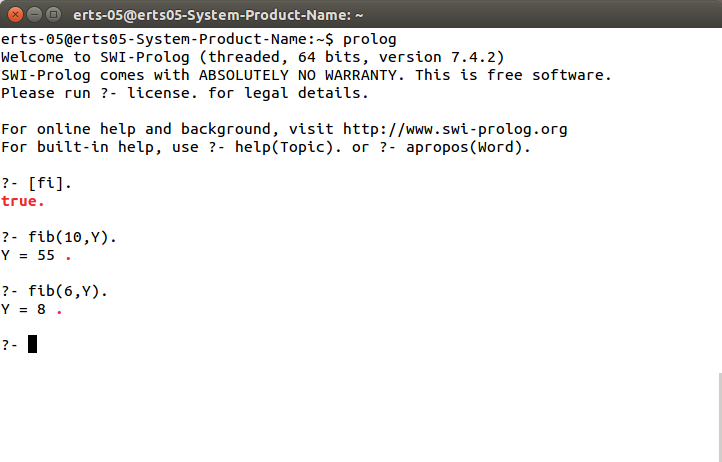 erts-05@erts05-System-Product-Name: ~
erts-05@erts05-System-Product-Name:~$ prolog
Welcome to SWI-Prolog (threaded, 64 bits, version 7.4.2)
SWI-Prolog comes with ABSOLUTELY NO WARRANTY. This is free software.
Please run ?- license. for legal details.
For online help and background, visit http://www.swi-prolog.org
For built-in help, use ?- help(Topic). or ?- apropos(Word).
?- [fi].
true.
?- fib(10,Y).
Y = 55 .
?- fib(6,Y).
Y = 8 .
?-